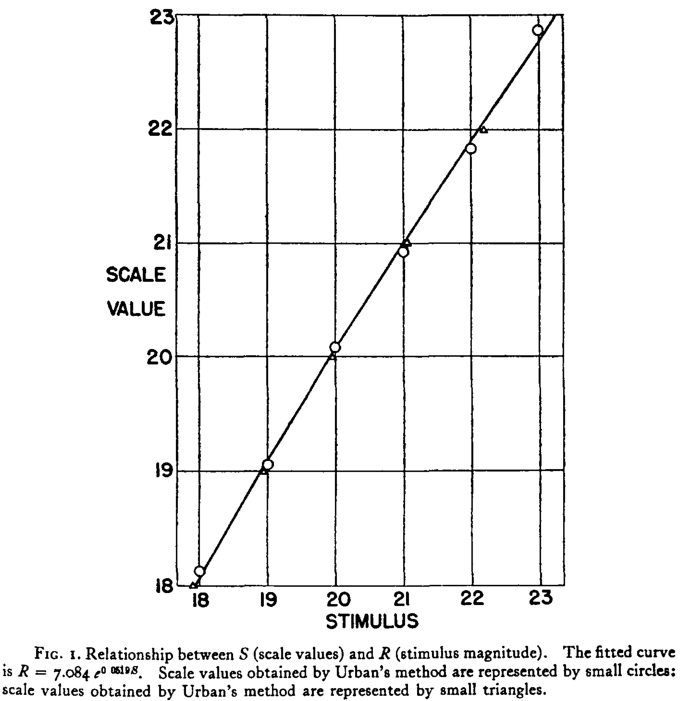 23
22
21
SCALE
VALUE
20
19
18
18 19 20 21 22 23
STIMULUS
FIG. 1. Relationship between S (scale values) and R (stimulus magnitude). The fitted curve
is R = 7.084 e^0 0519S. Scale values obtained by Urban's method are represented by small circles;
scale values obtained by Urban's method are represented by small triangles.